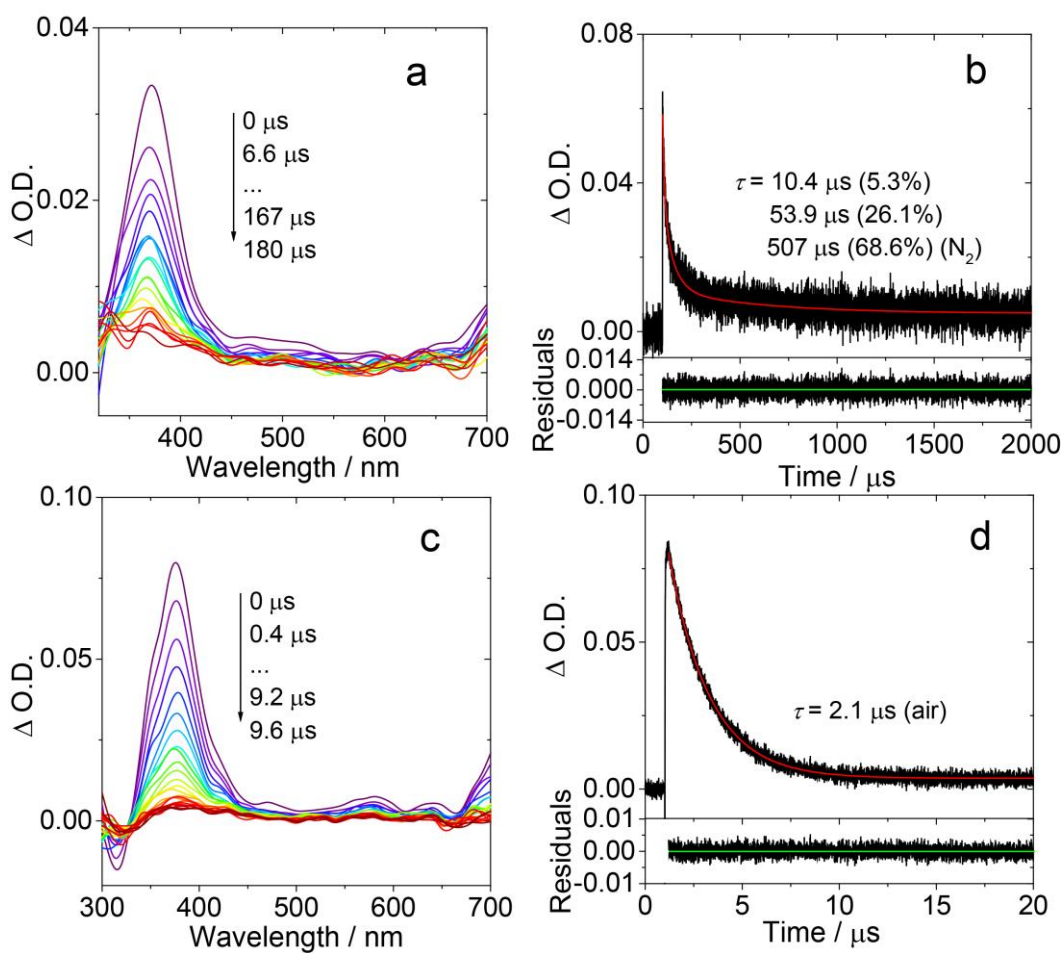 a
0.04
0.02
0.00
Δ O.D.
0 μs
6.6 μs
...
167 μs
180 μs
400 500 600 700
Wavelength / nm
b
0.08
0.04
0.00
Δ O.D.
τ = 10.4 μs (5.3%)
53.9 μs (26.1%)
507 μs (68.6%) (N₂)
0.014
0.000
-0.014
Residuals
0 500 1000 1500 2000
Time / μs
c
0.10
0.05
0.00
Δ O.D.
0 μs
0.4 μs
...
9.2 μs
9.6 μs
300 400 500 600 700
Wavelength / nm
d
0.10
0.05
0.00
Δ O.D.
τ = 2.1 μs (air)
0.01
0.00
-0.01
Residuals
0 5 10 15 20
Time / μs